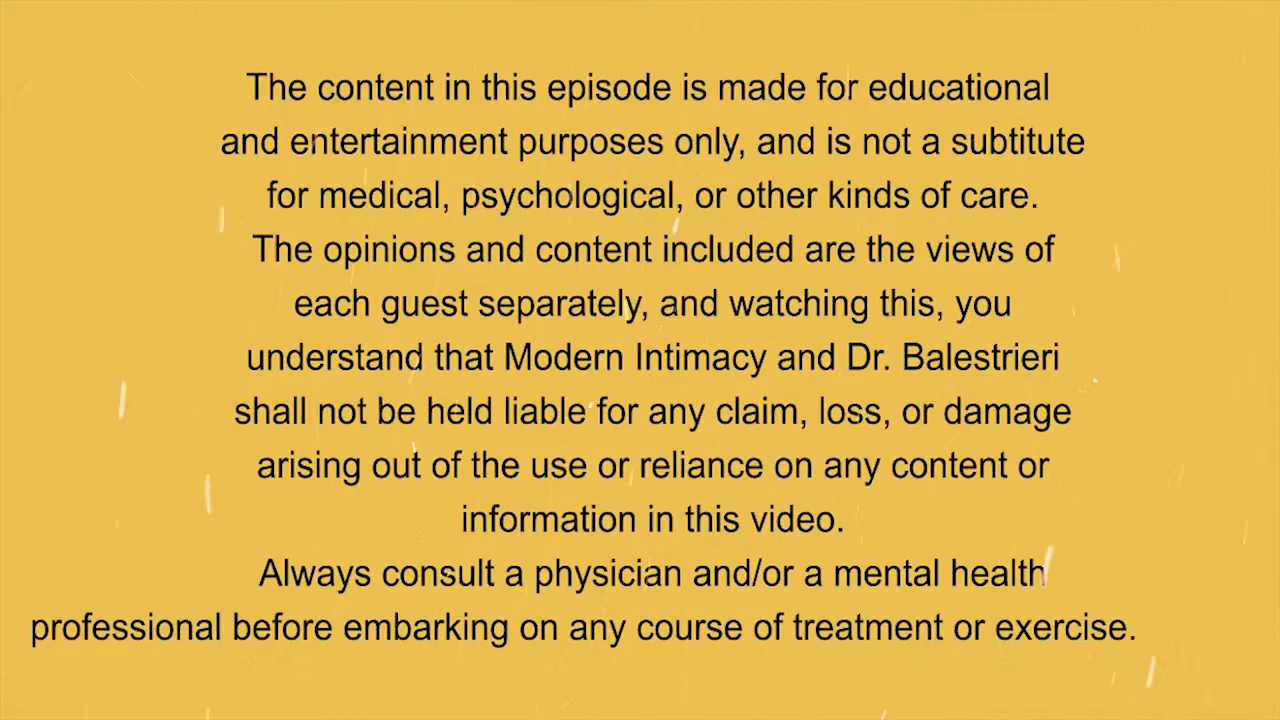 The content in this episode is made for educational
and entertainment purposes only, and is not a subtitute
for medical, psychological, or other kinds of care.
The opinions and content included are the views of
each guest separately, and watching this, you
understand that Modern Intimacy and Dr. Balestrieri
shall not be held liable for any claim, loss, or damage
arising out of the use or reliance on any content or
information in this video.
Always consult a physician and/or a mental health
professional before embarking on any course of treatment or exercise.